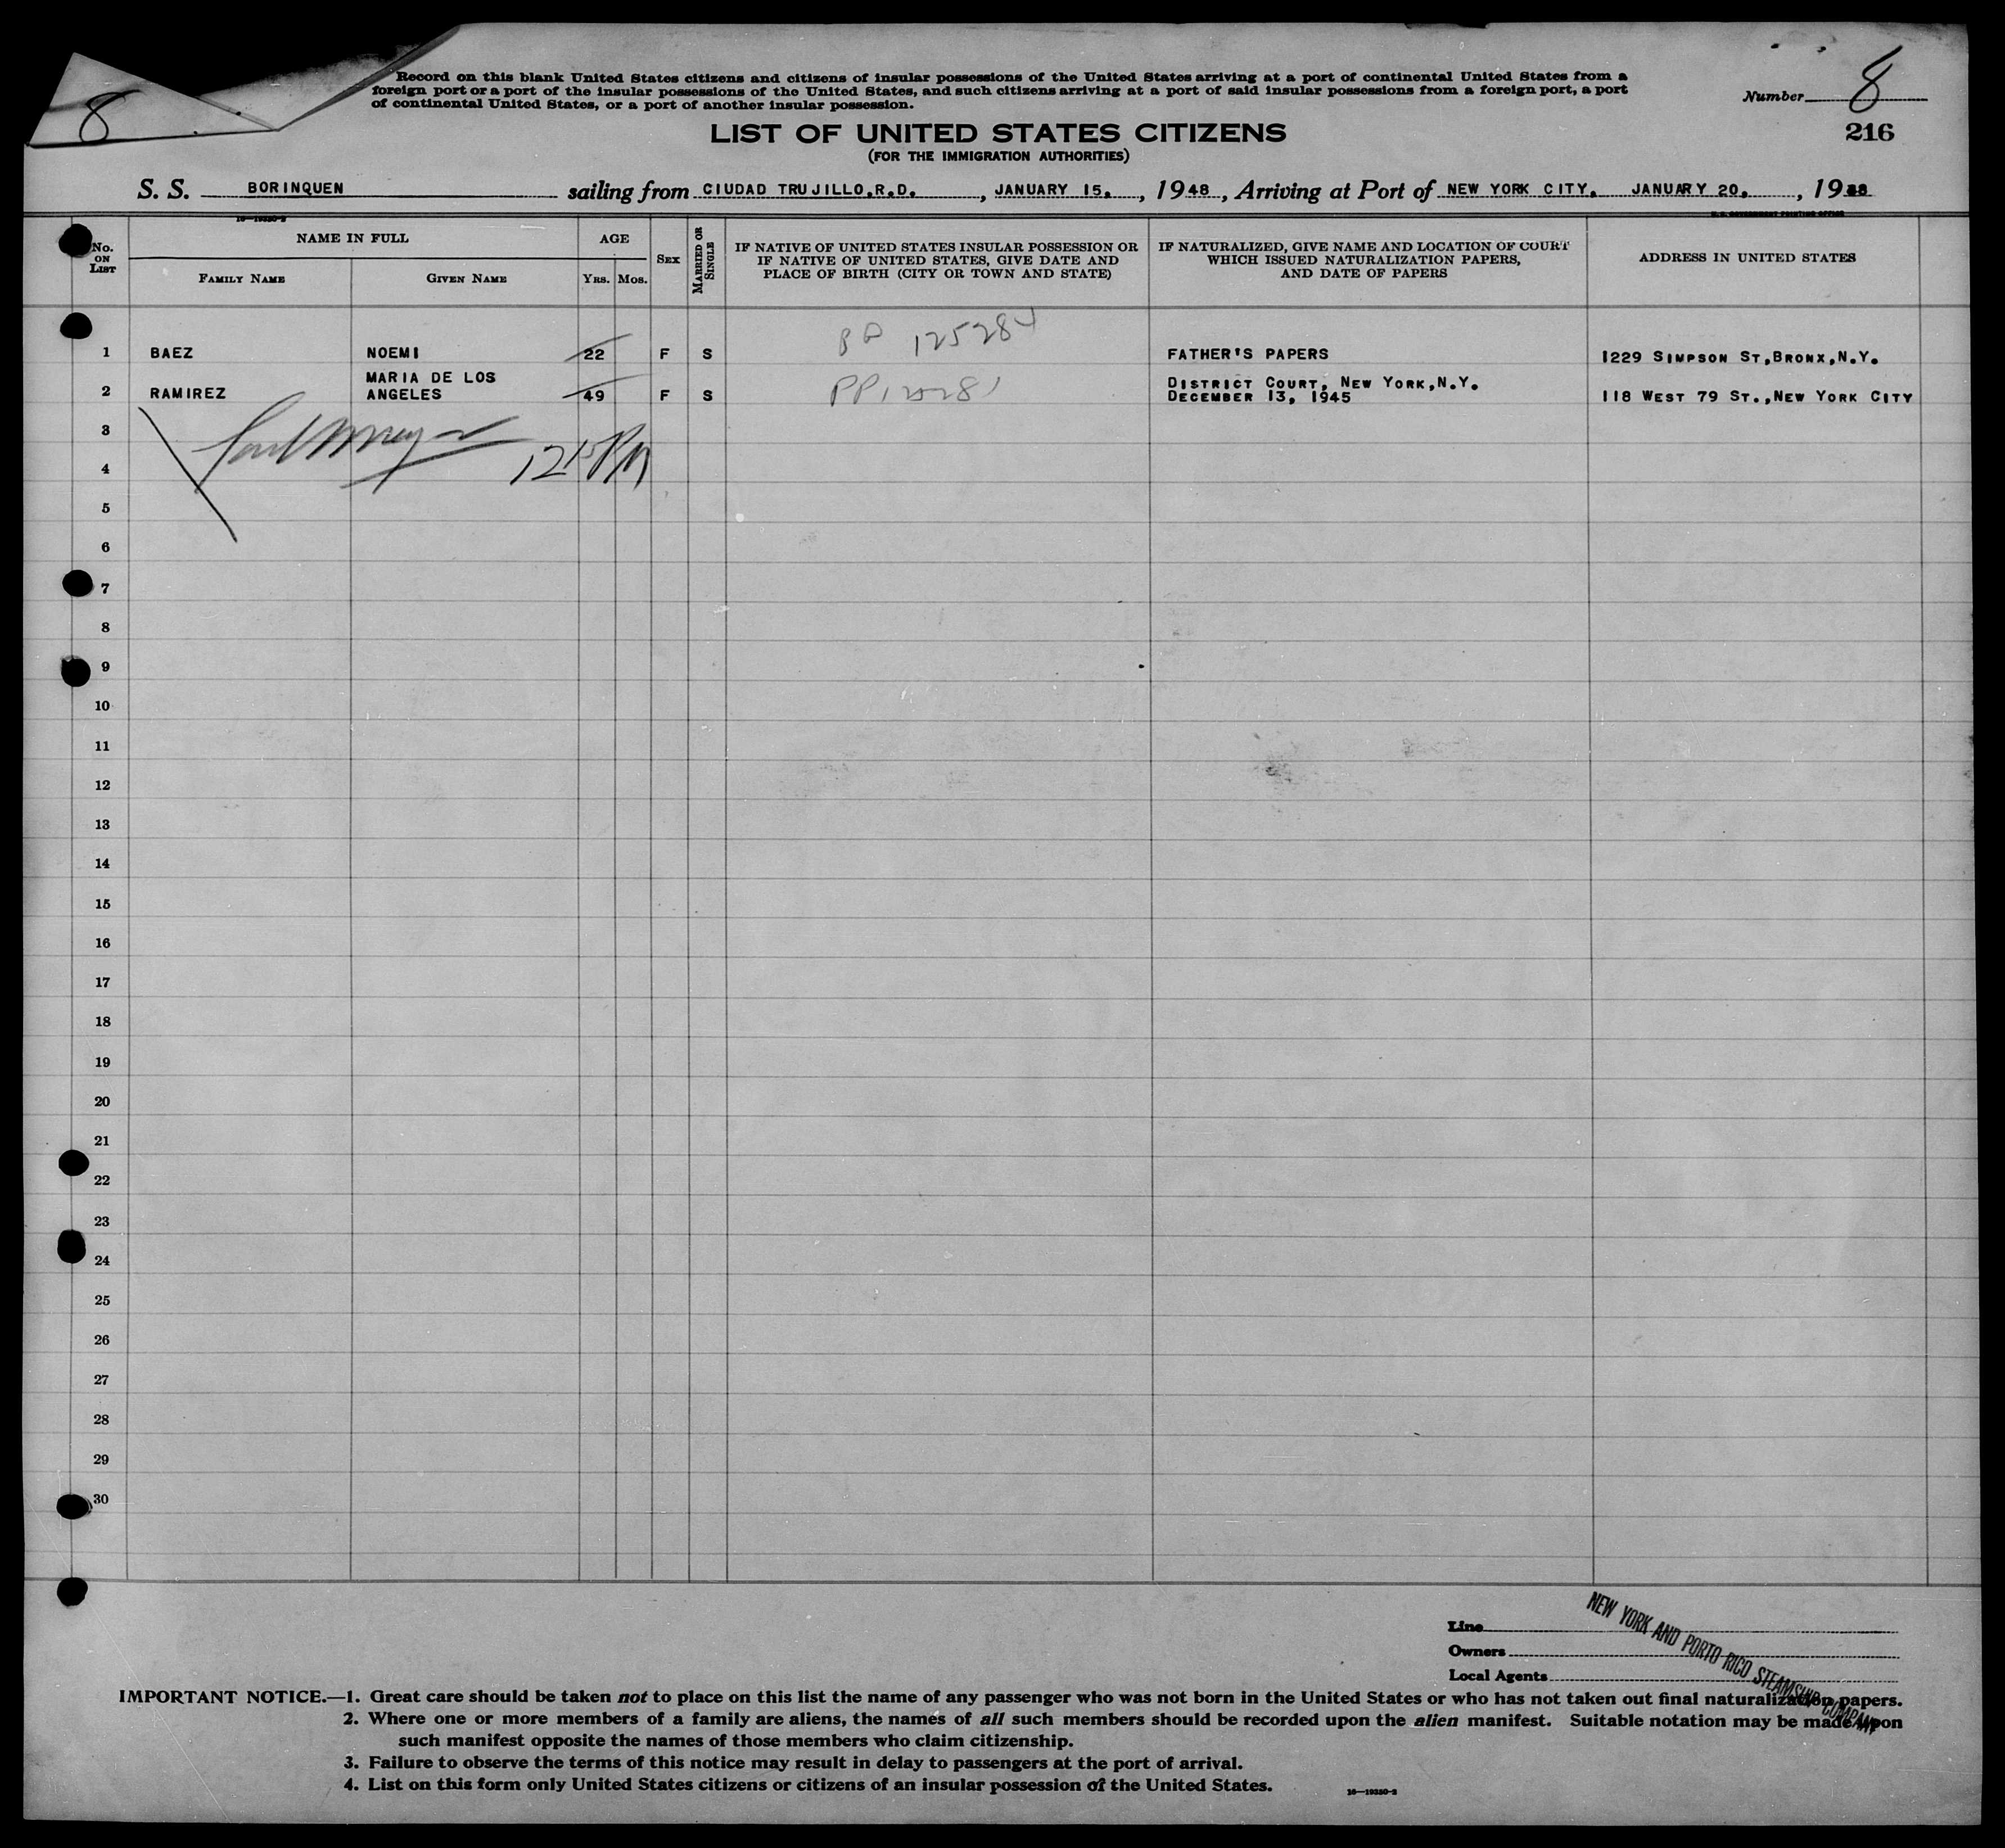 Record on this blank United States citizens and citizens of insular possessions of the United States arriving at a port of continental United States from a
foreign port or a port of the insular possessions of the United States, and such citizens arriving at a port of said insular possessions from a foreign port, a port
of continental United States, or a port of another insular possession.
8
Number 8
216
LIST OF UNITED STATES CITIZENS
(FOR THE IMMIGRATION AUTHORITIES)
S. S. BORINQUEN sailing from CIUDAD TRUJILLO.R.D. , JANUARY 15. , 1948 , Arriving at Port of NEW YORK CITY. JANUARY 20. , 19
16—19350-2
U. S. GOVERNMENT PRINTING OFFICE
No. ON LIST
NAME IN FULL
FAMILY NAME
GIVEN NAME
AGE
YRS. MOS.
SEX
MARRIED OR SINGLE
IF NATIVE OF UNITED STATES INSULAR POSSESSION OR
IF NATIVE OF UNITED STATES, GIVE DATE AND
PLACE OF BIRTH (CITY OR TOWN AND STATE)
IF NATURALIZED, GIVE NAME AND LOCATION OF COURT
WHICH ISSUED NATURALIZATION PAPERS,
AND DATE OF PAPERS
ADDRESS IN UNITED STATES
1 BAEZ NOEMI 22 F S FATHER'S PAPERS 1229 SIMPSON ST,BRONX,N.Y.
2 RAMIREZ MARIA DE LOS ANGELES 49 F S DISTRICT COURT, NEW YORK,N.Y. DECEMBER 13, 1945 118 WEST 79 ST.,NEW YORK CITY
3
12 15 PM
4
5
6
7
8
9
10
11
12
13
14
15
16
17
18
19
20
21
22
23
24
25
26
27
28
29
30
NEW YORK AND PORTO RICO STEAMSHIP COMPANY
Line
Owners
Local Agents
IMPORTANT NOTICE.—1. Great care should be taken not to place on this list the name of any passenger who was not born in the United States or who has not taken out final naturalization papers.
2. Where one or more members of a family are aliens, the names of all such members should be recorded upon the alien manifest. Suitable notation may be made upon
such manifest opposite the names of those members who claim citizenship.
3. Failure to observe the terms of this notice may result in delay to passengers at the port of arrival.
4. List on this form only United States citizens or citizens of an insular possession of the United States.
16—19350-2